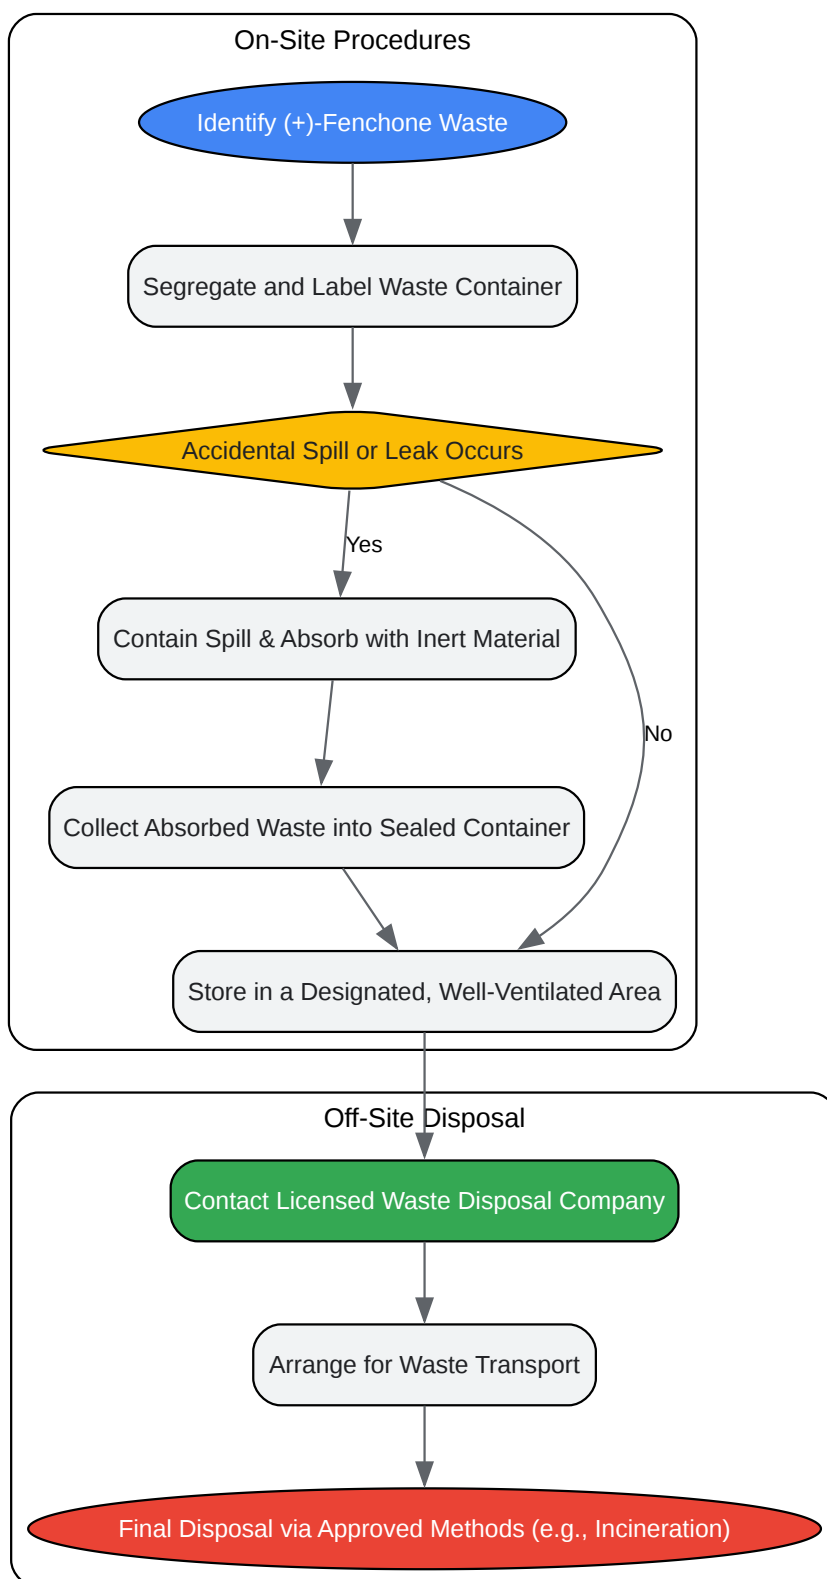 On-Site Procedures
Identify (+)-Fenchone Waste
Segregate and Label Waste Container
Accidental Spill or Leak Occurs
Yes
Contain Spill & Absorb with Inert Material
No
Collect Absorbed Waste into Sealed Container
Store in a Designated, Well-Ventilated Area
Off-Site Disposal
Contact Licensed Waste Disposal Company
Arrange for Waste Transport
Final Disposal via Approved Methods (e.g., Incineration)